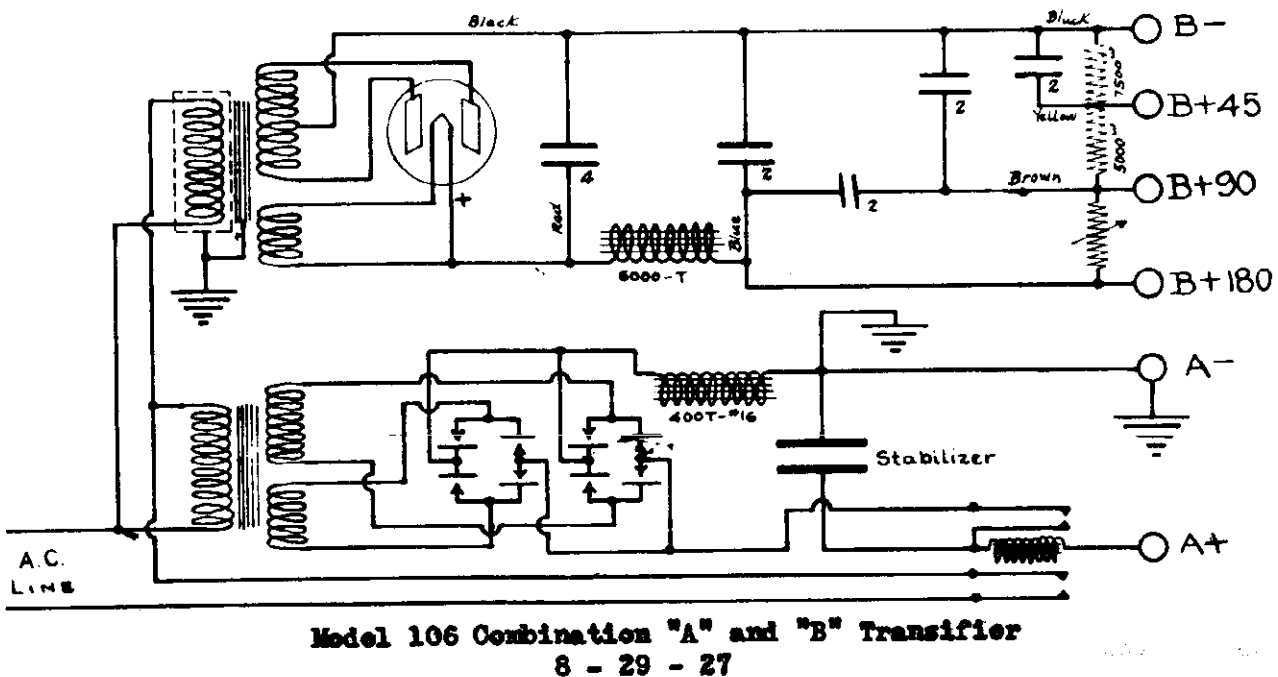 Black
Black
B-
7500
2
2
Yellow
B+45
4
2
5000
2
Brown
B+90
+
Red
Blue
6000-T
B+180
A-
400T-#16
Stabilizer
A.C.
LINE
A+
Model 106 Combination "A" and "B" Transifier
8 - 29 - 27